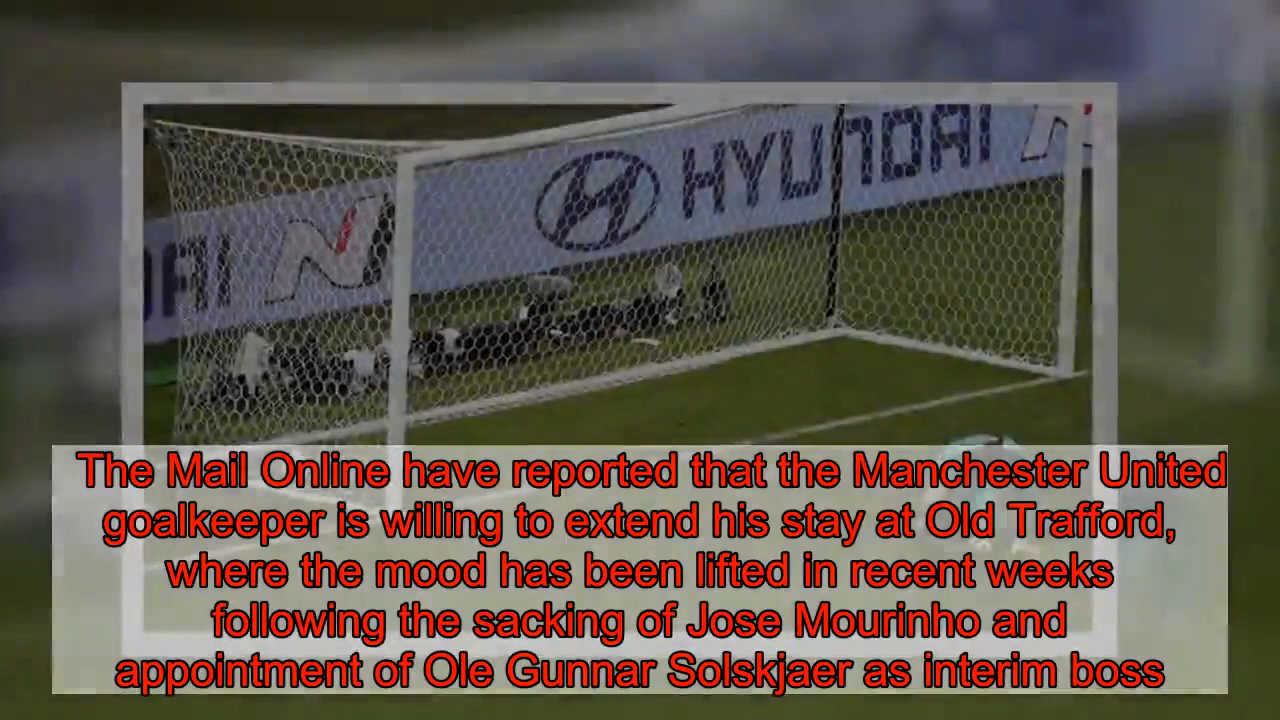 HYUNDAI
N
DAI
The Mail Online have reported that the Manchester United
goalkeeper is willing to extend his stay at Old Trafford,
where the mood has been lifted in recent weeks
following the sacking of Jose Mourinho and
appointment of Ole Gunnar Solskjaer as interim boss